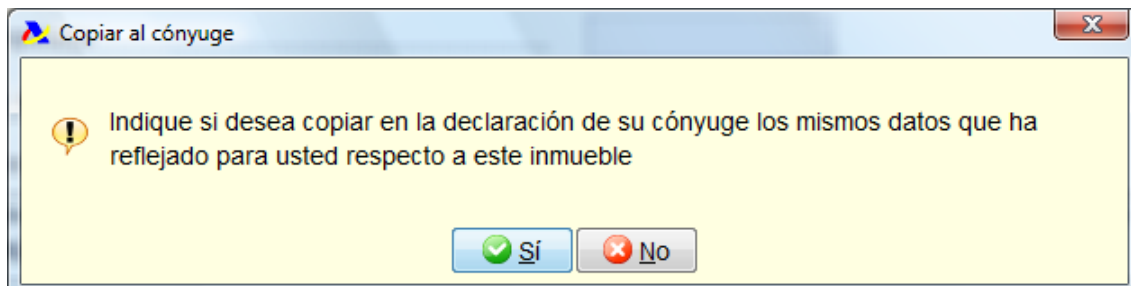 Copiar al cónyuge
Indique si desea copiar en la declaración de su cónyuge los mismos datos que ha
reflejado para usted respecto a este inmueble
Sí No